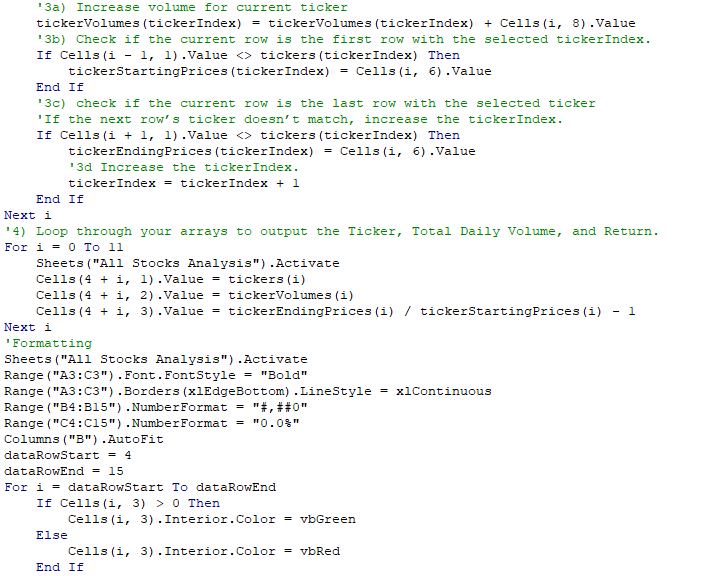 '3a) Increase volume for current ticker
tickerVolumes(tickerIndex) = tickerVolumes(tickerIndex) + Cells(i, 8).Value
'3b) Check if the current row is the first row with the selected tickerIndex.
If Cells(i - 1, 1).Value <> tickers(tickerIndex) Then
tickerStartingPrices(tickerIndex) = Cells(i, 6).Value
End If
'3c) check if the current row is the last row with the selected ticker
'If the next row's ticker doesn't match, increase the tickerIndex.
If Cells(i + 1, 1).Value <> tickers(tickerIndex) Then
tickerEndingPrices(tickerIndex) = Cells(i, 6).Value
'3d Increase the tickerIndex.
tickerIndex = tickerIndex + 1
End If
Next i
'4) Loop through your arrays to output the Ticker, Total Daily Volume, and Return.
For i = 0 To 11
Sheets("All Stocks Analysis").Activate
Cells(4 + i, 1).Value = tickers(i)
Cells(4 + i, 2).Value = tickerVolumes(i)
Cells(4 + i, 3).Value = tickerEndingPrices(i) / tickerStartingPrices(i) - 1
Next i
'Formatting
Sheets("All Stocks Analysis").Activate
Range("A3:C3").Font.FontStyle = "Bold"
Range("A3:C3").Borders(xlEdgeBottom).LineStyle = xlContinuous
Range("B4:B15").NumberFormat = "#,##0"
Range("C4:C15").NumberFormat = "0.0%"
Columns("B").AutoFit
dataRowStart = 4
dataRowEnd = 15
For i = dataRowStart To dataRowEnd
If Cells(i, 3) > 0 Then
Cells(i, 3).Interior.Color = vbGreen
Else
Cells(i, 3).Interior.Color = vbRed
End If